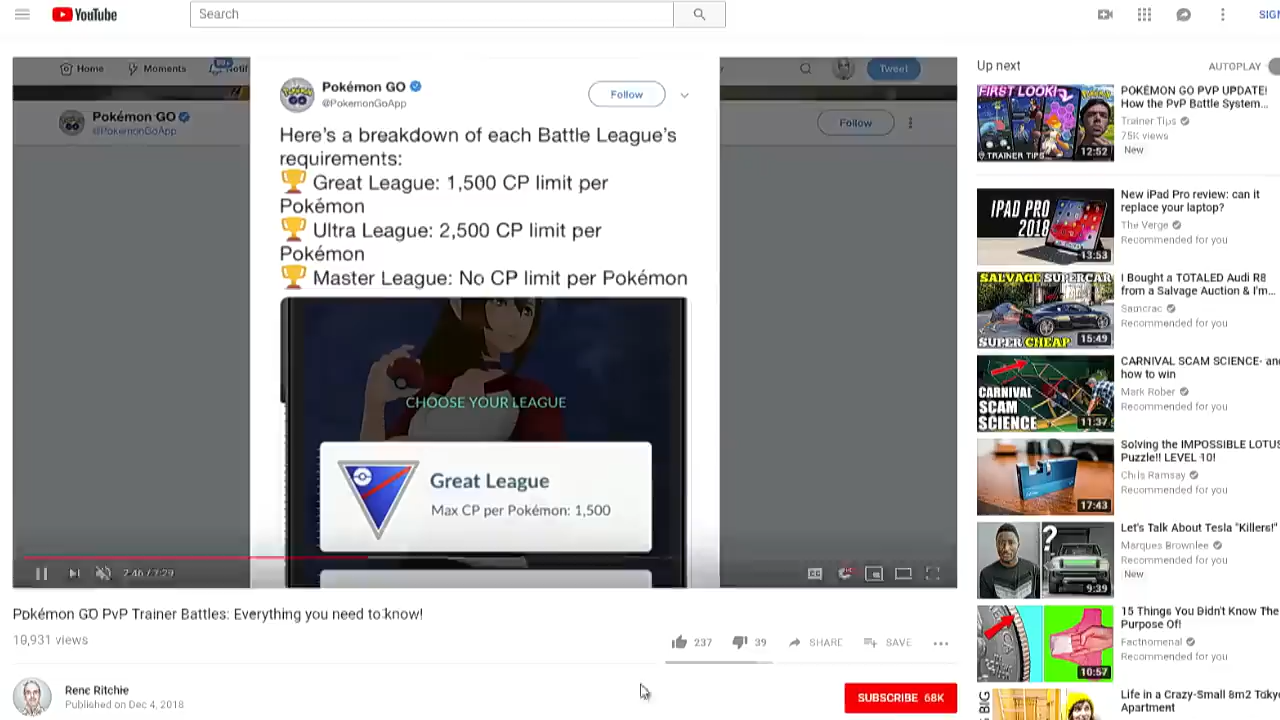 YouTube
Search
SIGN
Home
Moments
99+
Notif
Tweet
Pokémon GO
@PokemonGoApp
Follow
Pokémon GO
@PokemonGoApp
Follow
Here's a breakdown of each Battle League's
requirements:
🏆 Great League: 1,500 CP limit per
Pokémon
🏆 Ultra League: 2,500 CP limit per
Pokémon
🏆 Master League: No CP limit per Pokémon
CHOOSE YOUR LEAGUE
Great League
Max CP per Pokémon: 1,500
2:46 / 7:29
CC
Pokémon GO PvP Trainer Battles: Everything you need to know!
10,931 views
237
39
SHARE
SAVE
Rene Ritchie
Published on Dec 4, 2018
SUBSCRIBE 68K
Up next
AUTOPLAY
FIRST LOOK!
TRAINER TIPS
12:52
POKÉMON GO PVP UPDATE!
How the PvP Battle System...
Trainer Tips
75K views
New
IPAD PRO
2018
13:53
New iPad Pro review: can it
replace your laptop?
The Verge
Recommended for you
SALVAGE SUPERCAR
SUPER CHEAP
15:49
I Bought a TOTALED Audi R8
from a Salvage Auction & I'm...
Samcrac
Recommended for you
CARNIVAL
SCAM
SCIENCE
11:37
CARNIVAL SCAM SCIENCE- and
how to win
Mark Rober
Recommended for you
17:43
Solving the IMPOSSIBLE LOTUS
Puzzle!! LEVEL 10!
Chris Ramsay
Recommended for you
?
9:39
Let's Talk About Tesla "Killers!"
Marques Brownlee
Recommended for you
New
10:57
15 Things You Didn't Know The
Purpose Of!
Factnomenal
Recommended for you
BIG
Life in a Crazy-Small 8m2 Tokyo
Apartment